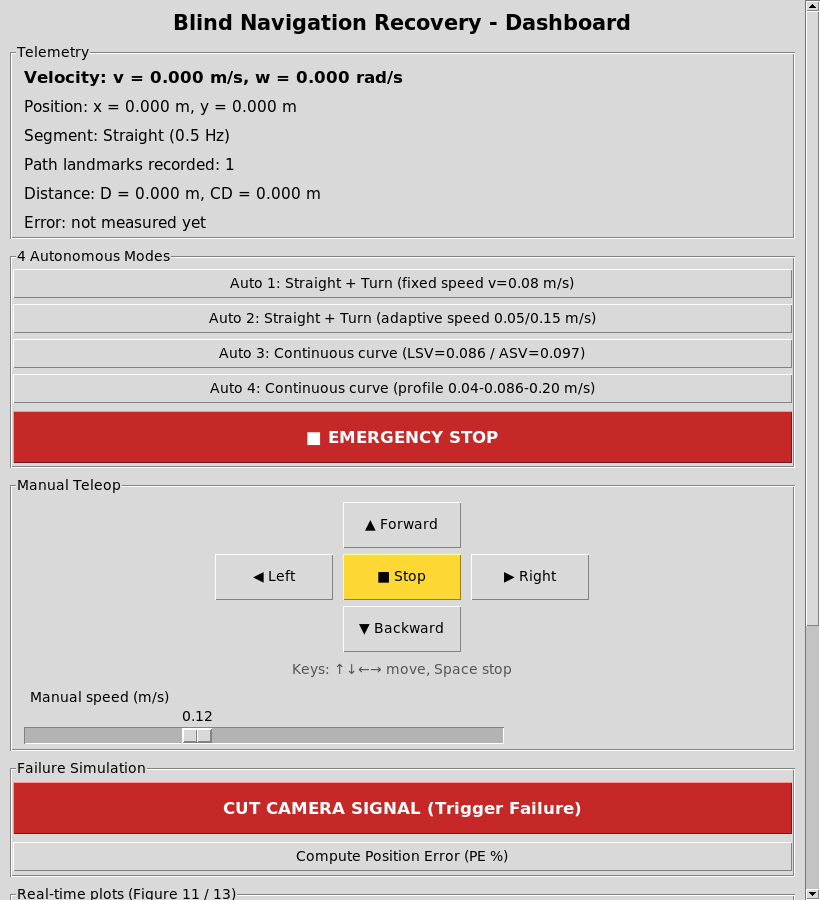 Blind Navigation Recovery - Dashboard
Telemetry
Velocity: v = 0.000 m/s, w = 0.000 rad/s
Position: x = 0.000 m, y = 0.000 m
Segment: Straight (0.5 Hz)
Path landmarks recorded: 1
Distance: D = 0.000 m, CD = 0.000 m
Error: not measured yet
4 Autonomous Modes
Auto 1: Straight + Turn (fixed speed v=0.08 m/s)
Auto 2: Straight + Turn (adaptive speed 0.05/0.15 m/s)
Auto 3: Continuous curve (LSV=0.086 / ASV=0.097)
Auto 4: Continuous curve (profile 0.04-0.086-0.20 m/s)
■ EMERGENCY STOP
Manual Teleop
▲ Forward
◀ Left
■ Stop
▶ Right
▼ Backward
Keys: ↑↓←→ move, Space stop
Manual speed (m/s)
0.12
Failure Simulation
CUT CAMERA SIGNAL (Trigger Failure)
Compute Position Error (PE %)
Real-time plots (Figure 11 / 13)